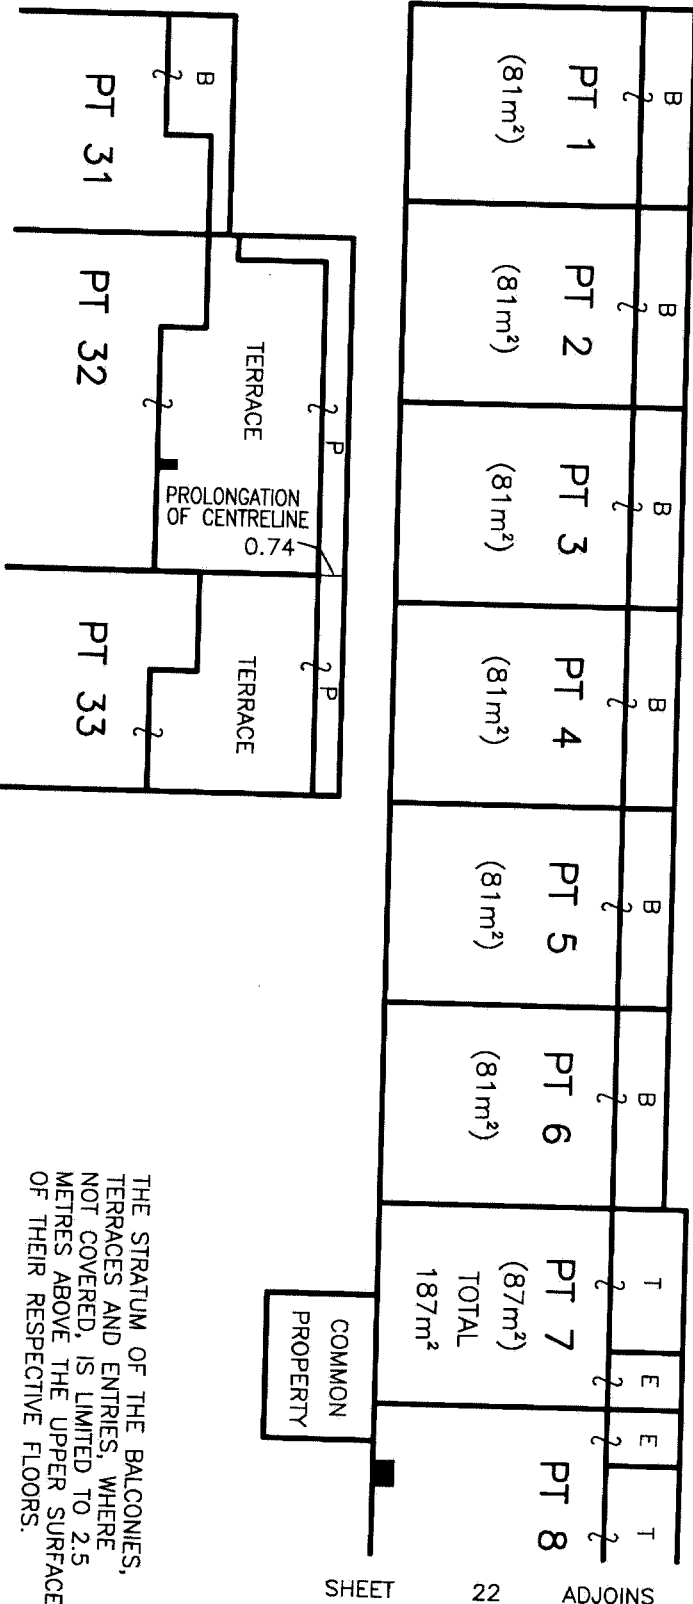 B
PT 1
(81m²)
B
PT 2
(81m²)
B
PT 3
(81m²)
B
PT 4
(81m²)
B
PT 5
(81m²)
B
PT 6
(81m²)
T
E
PT 7
(87m²)
TOTAL
187m²
E
T
PT 8
COMMON
PROPERTY
B
PT 31
PT 32
TERRACE
P
PROLONGATION
OF CENTRELINE
0.74
PT 33
TERRACE
P
THE STRATUM OF THE BALCONIES,
TERRACES AND ENTRIES, WHERE
NOT COVERED, IS LIMITED TO 2.5
METRES ABOVE THE UPPER SURFACE
OF THEIR RESPECTIVE FLOORS.
SHEET 22 ADJOINS